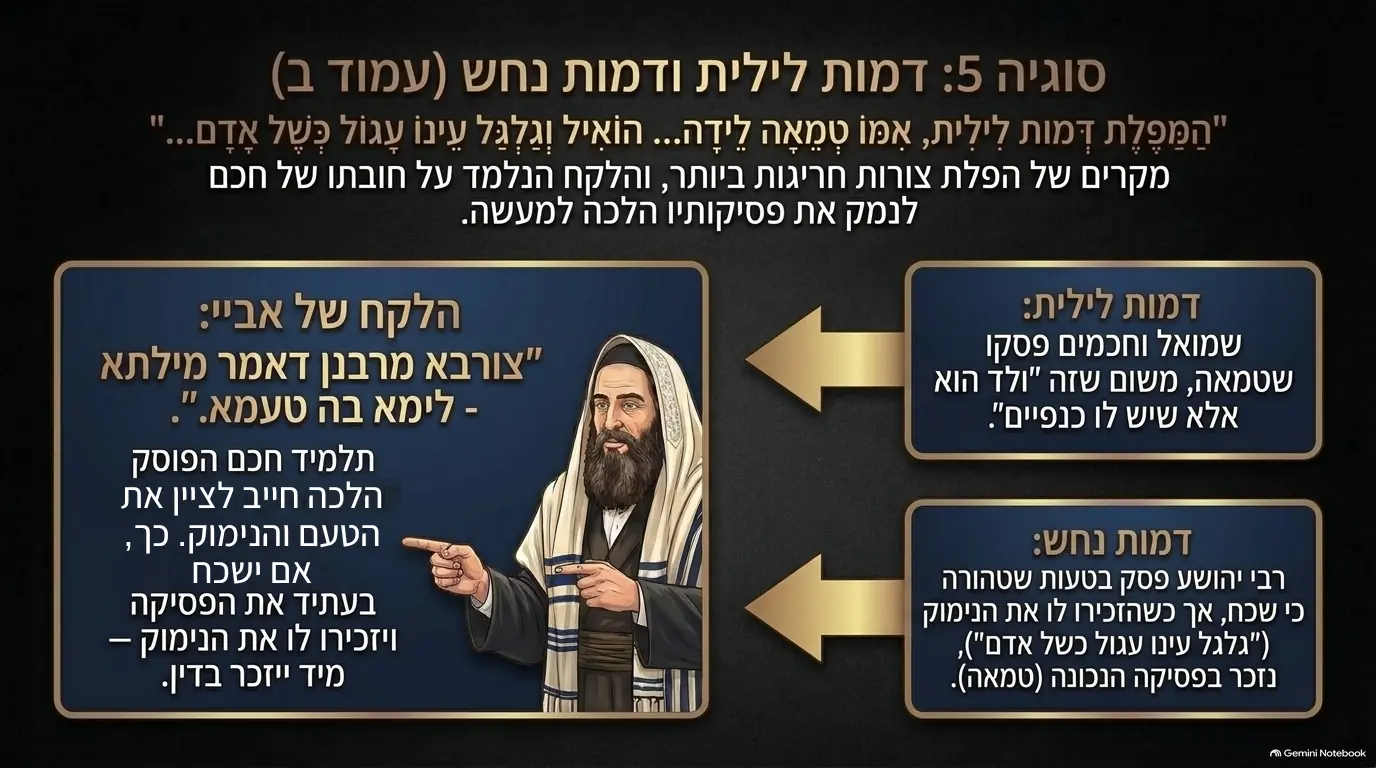 סוגיה 5: דמות לילית ודמות נחש (עמוד ב)
"הַמַּפֶּלֶת דְּמוּת לִילִית, אִמּוֹ טְמֵאָה לֵידָה... הוֹאִיל וְגַלְגַּל עֵינוֹ עָגוֹל כְּשֶׁל אָדָם..."
מקרים של הפלת צורות חריגות ביותר, והלקח הנלמד על חובתו של חכם
לנמק את פסיקותיו הלכה למעשה.
דמות לילית:
שמואל וחכמים פסקו
שטמאה, משום שזה "ולד הוא
אלא שיש לו כנפיים".
דמות נחש:
רבי יהושע פסק בטעות שטהורה
כי שכח, אך כשהזכירו לו את הנימוק
("גלגל עינו עגול כשל אדם"),
נזכר בפסיקה הנכונה (טמאה).
הלקח של אביי:
"צורבא מרבנן דאמר מילתא
- לימא בה טעמא.".
תלמיד חכם הפוסק
הלכה חייב לציין את
הטעם והנימוק. כך,
אם ישכח
בעתיד את הפסיקה
ויזכירו לו את הנימוק –
מיד ייזכר בדין.
Gemini Notebook